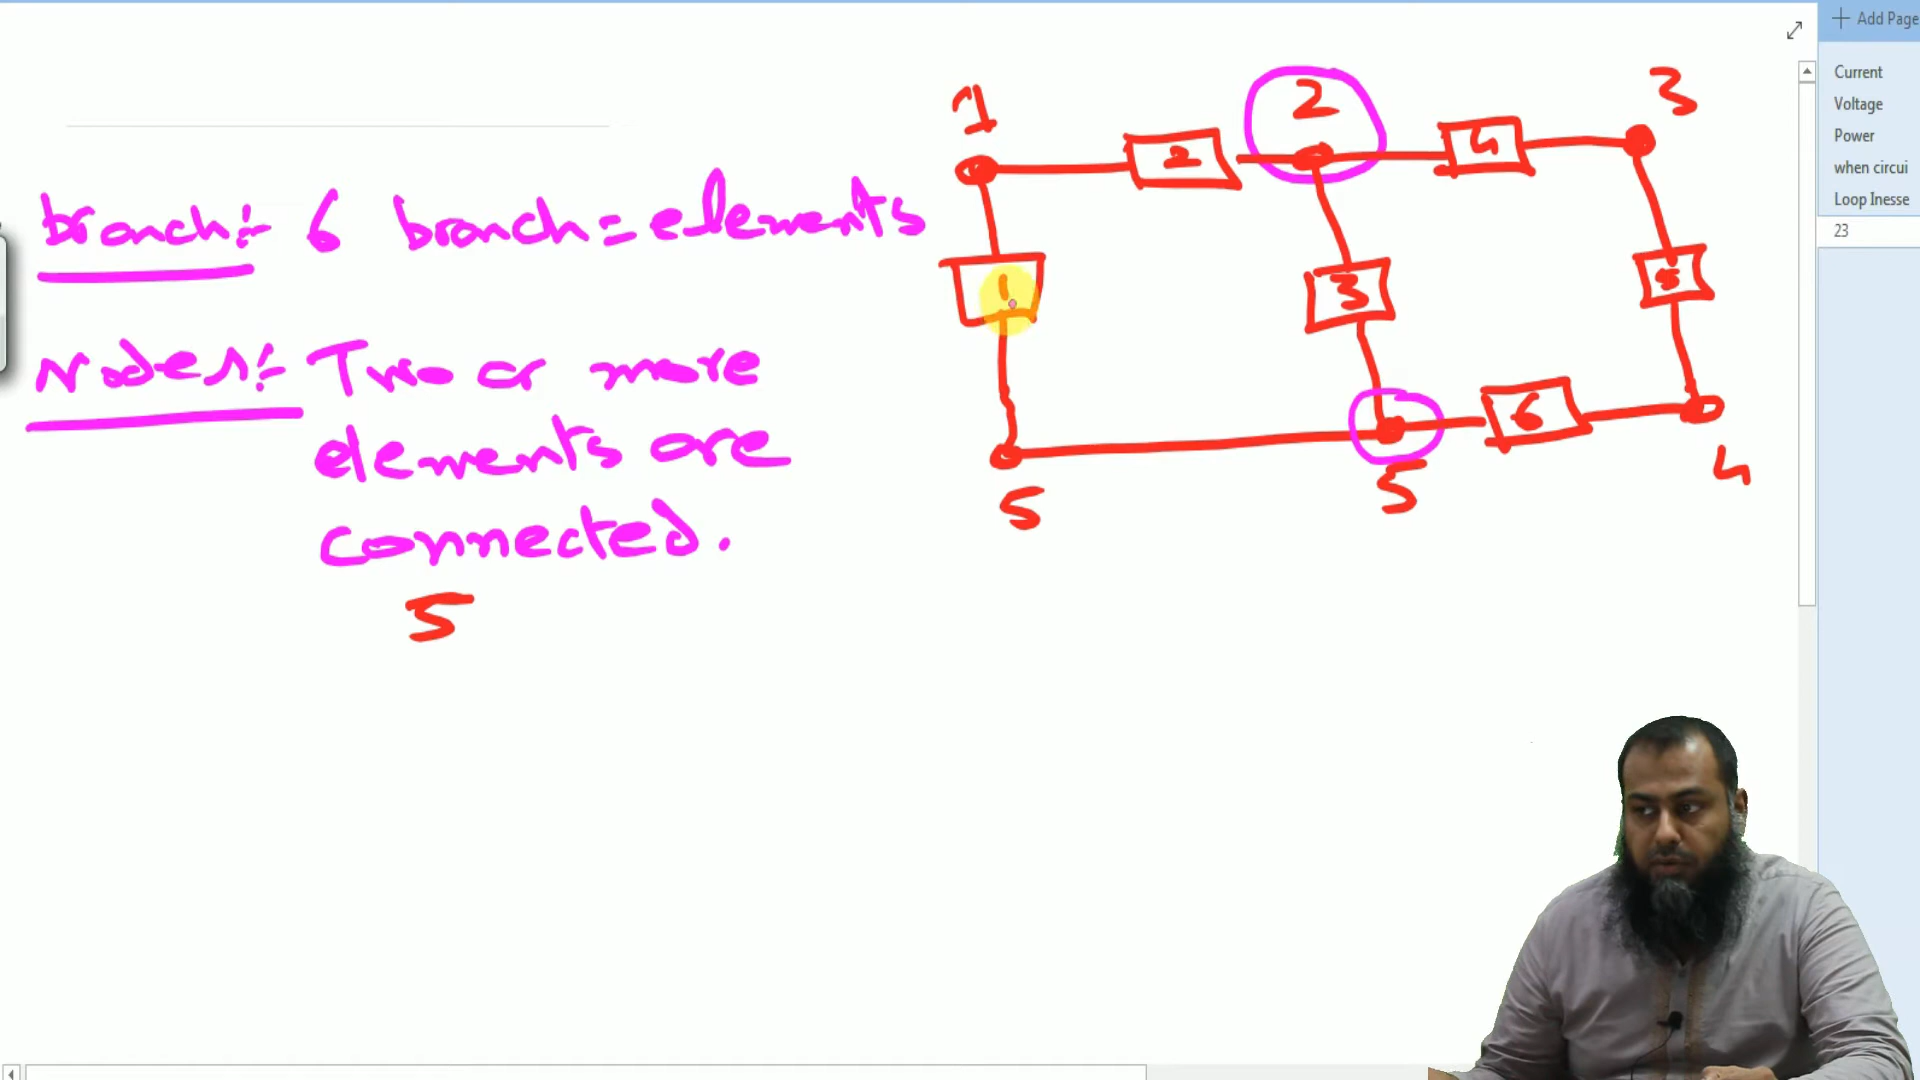 branch:- 6 branch = elements
Nodes:- Two or more
elements are
connected.
5
1
2
3
2
4
1
3
5
6
5
5
4
Add Page
Current
Voltage
Power
when circui
Loop Inesse
23